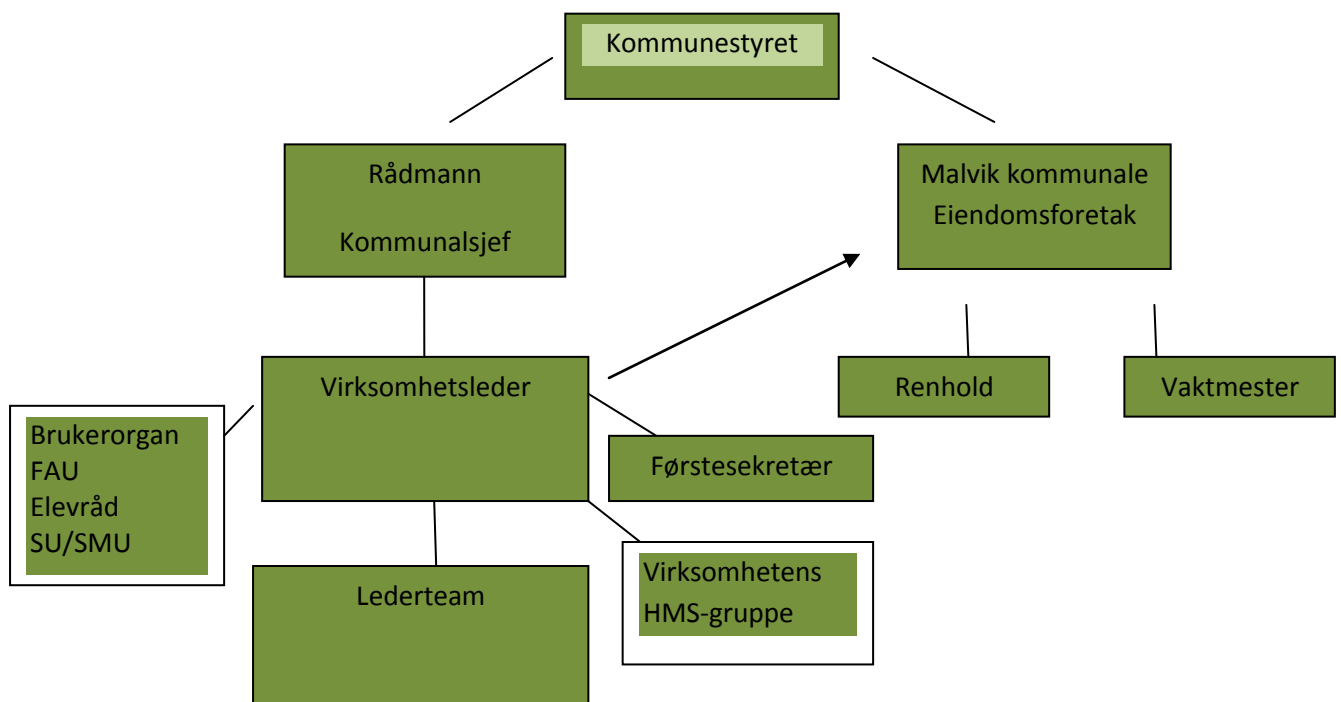 Kommunestyret
Rådmann
Kommunalsjef
Malvik kommunale
Eiendomsforetak
Virksomhetsleder
Renhold
Vaktmester
Brukerorgan
FAU
Elevråd
SU/SMU
Førstesekretær
Lederteam
Virksomhetens
HMS-gruppe